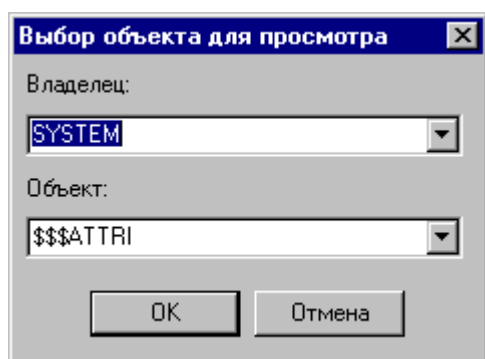 Выбор объекта для просмотра
Владелец:
SYSTEM
Объект:
$$$ATTRI
OK Отмена